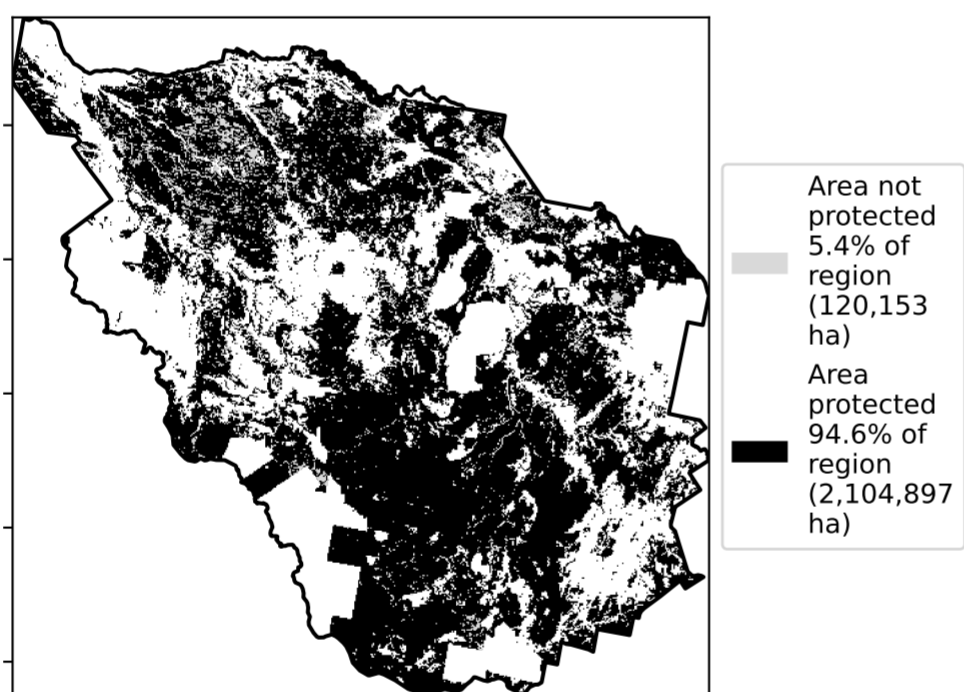 Area not
protected
5.4% of
region
(120,153
ha)
Area
protected
94.6% of
region
(2,104,897
ha)